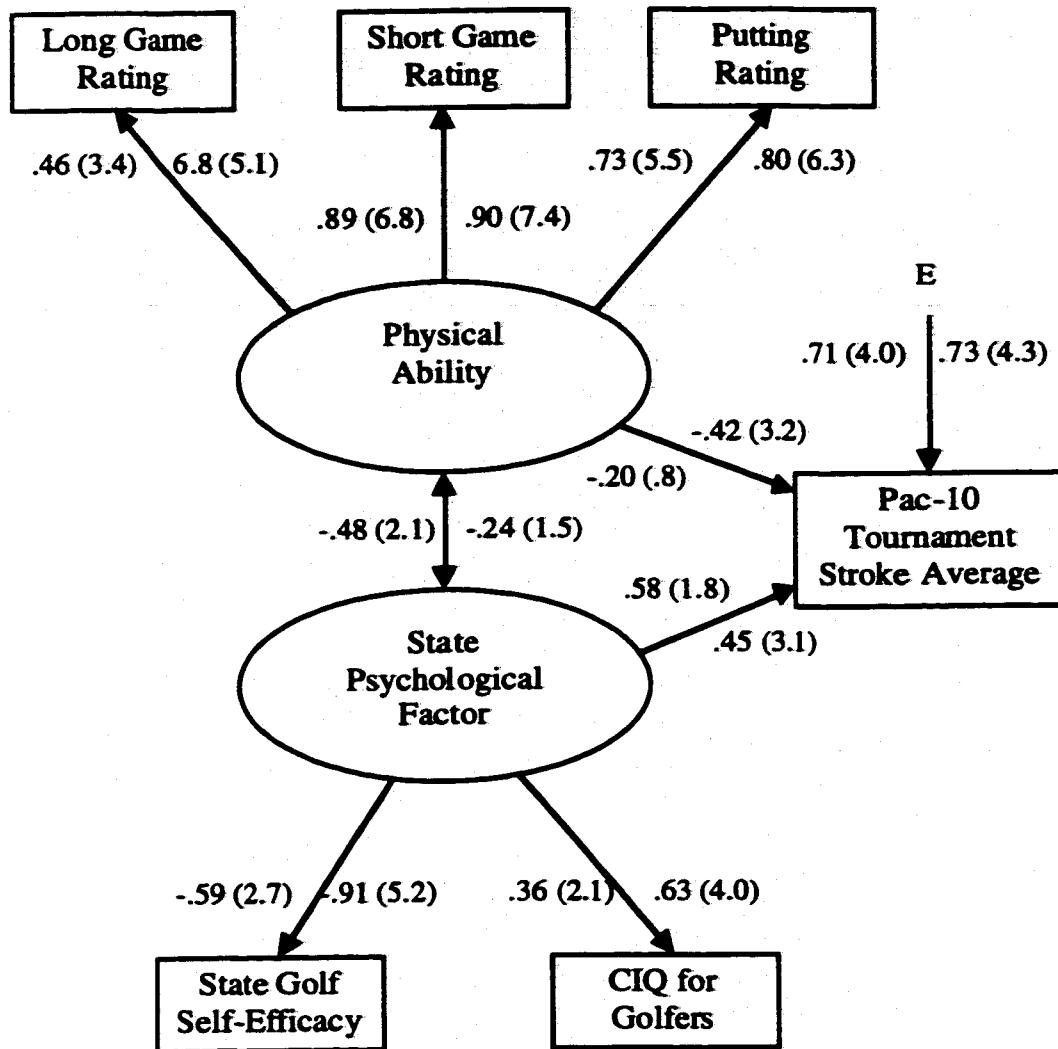 Long Game
Rating
Short Game
Rating
Putting
Rating
.46 (3.4)
6.8 (5.1)
.89 (6.8)
.90 (7.4)
.73 (5.5)
.80 (6.3)
E
.71 (4.0)
.73 (4.3)
Physical
Ability
-.42 (3.2)
-.20 (.8)
Pac-10
Tournament
Stroke Average
-.48 (2.1)
-.24 (1.5)
.58 (1.8)
.45 (3.1)
State
Psychological
Factor
-.59 (2.7)
-.91 (5.2)
.36 (2.1)
.63 (4.0)
State Golf
Self-Efficacy
CIQ for
Golfers